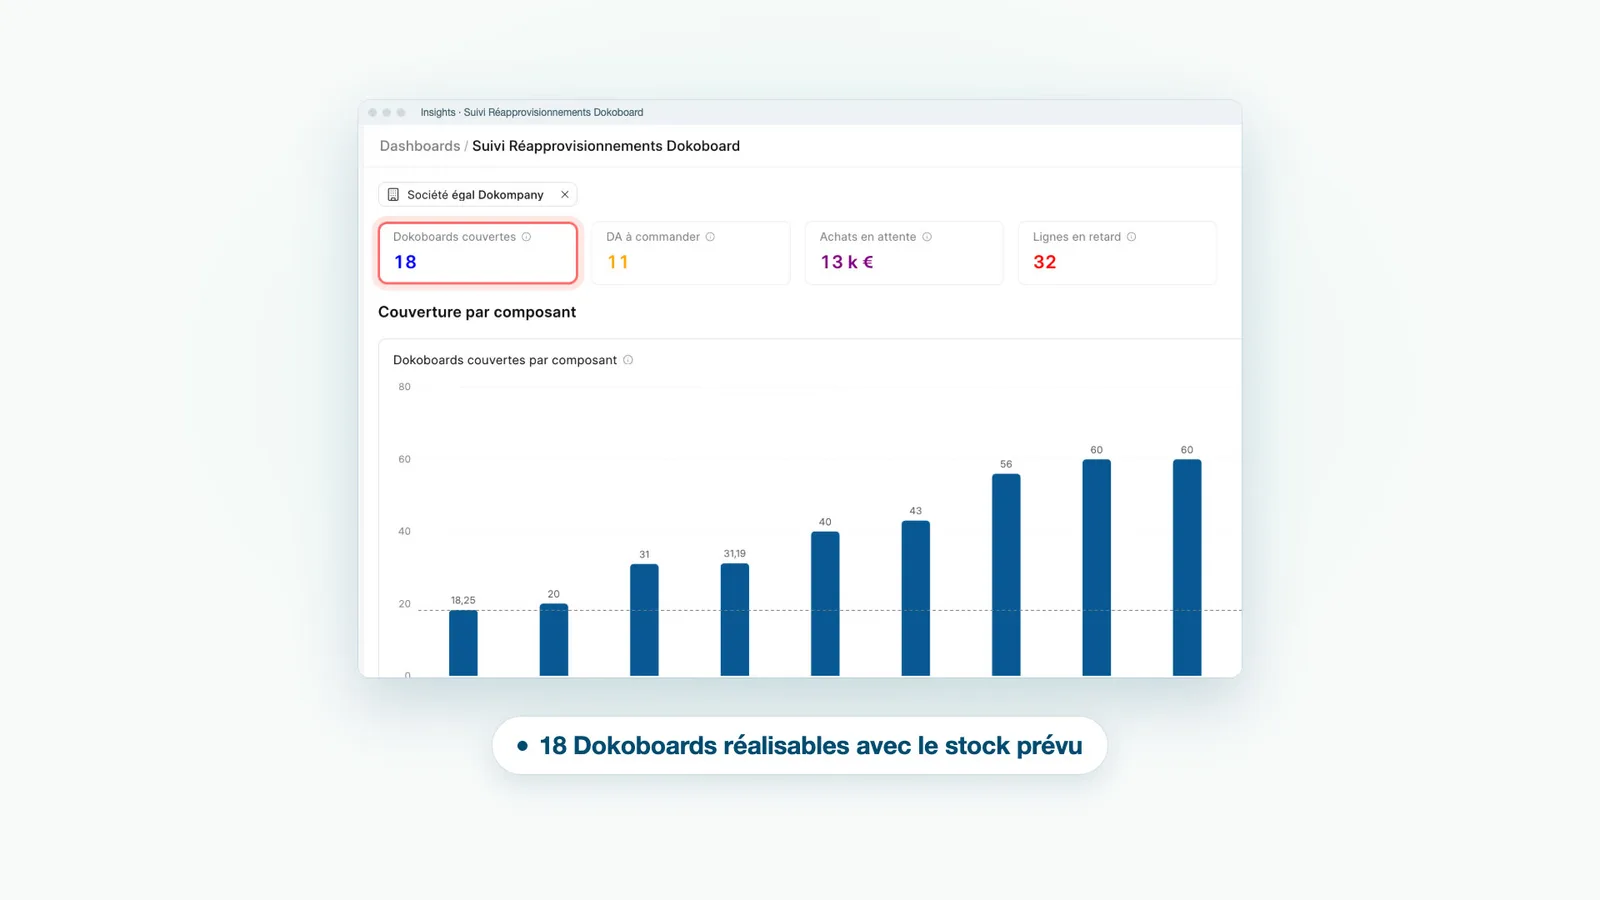 Insights · Suivi Réapprovisionnements Dokoboard
Dashboards / Suivi Réapprovisionnements Dokoboard
Société égal Dokompany ×
Dokoboards couvertes
18
DA à commander
11
Achats en attente
13 k €
Lignes en retard
32
Couverture par composant
Dokoboards couvertes par composant
80
60
40
20
0
18,25
20
31
31,19
40
43
56
60
60
• 18 Dokoboards réalisables avec le stock prévu